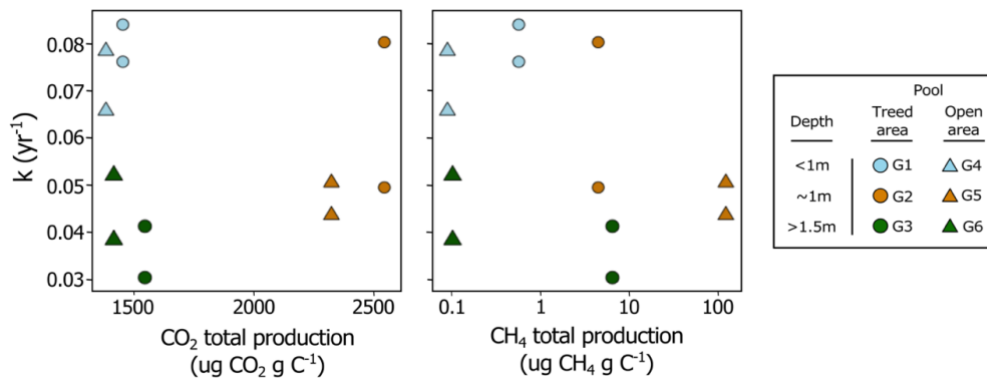 k (yr⁻¹)
0.08
0.07
0.06
0.05
0.04
0.03
1500 2000 2500
CO₂ total production
(ug CO₂ g C⁻¹)
0.1 1 10 100
CH₄ total production
(ug CH₄ g C⁻¹)
Pool
Depth Treed area Open area
<1m G1 G4
~1m G2 G5
>1.5m G3 G6